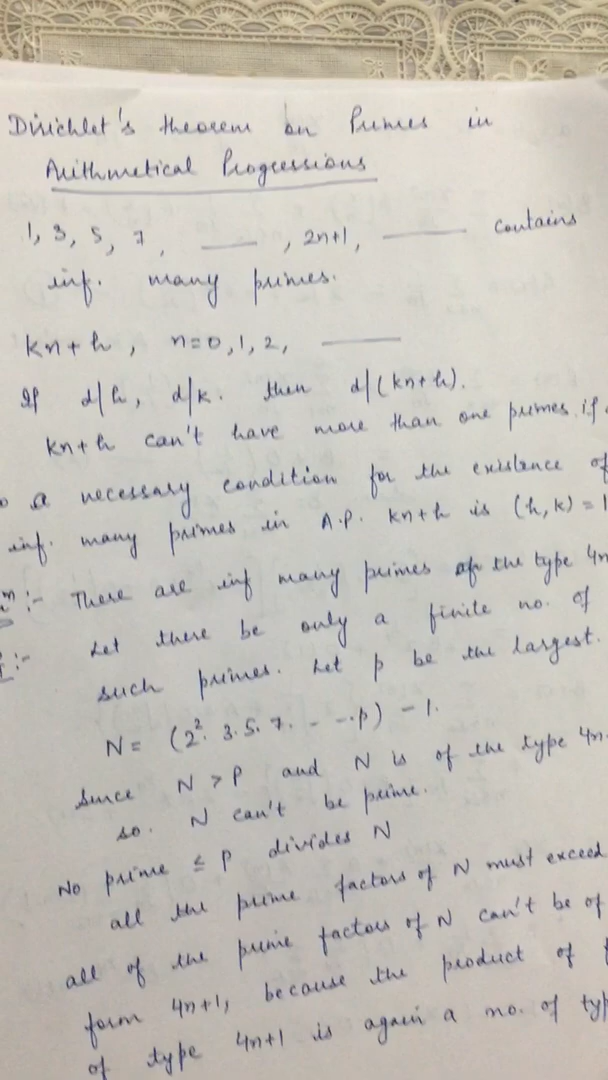 Dirichlet's theorem on Primes in
Arithmetical Progressions
1, 3, 5, 7, ——— , 2n+1, ——— contains
inf. many primes.
kn+h, n=0,1,2, ———
If d/h, d/k. then d/(kn+h).
kn+h can't have more than one primes if
a necessary condition for the existence of
inf. many primes in A.P. kn+h is (h,k) = 1
:- There are inf many primes of the type 4n
:- Let there be only a finite no. of
such primes. Let p be the largest.
N = (2². 3. 5. 7. - - -. p) - 1.
Since N > P and N is of the type 4n-
so. N can't be prime.
No prime ≤ P divides N
all the prime factors of N must exceed
all of the prime factors of N can't be of
form 4n+1, because the product of
of type 4n+1 is again a no. of typ